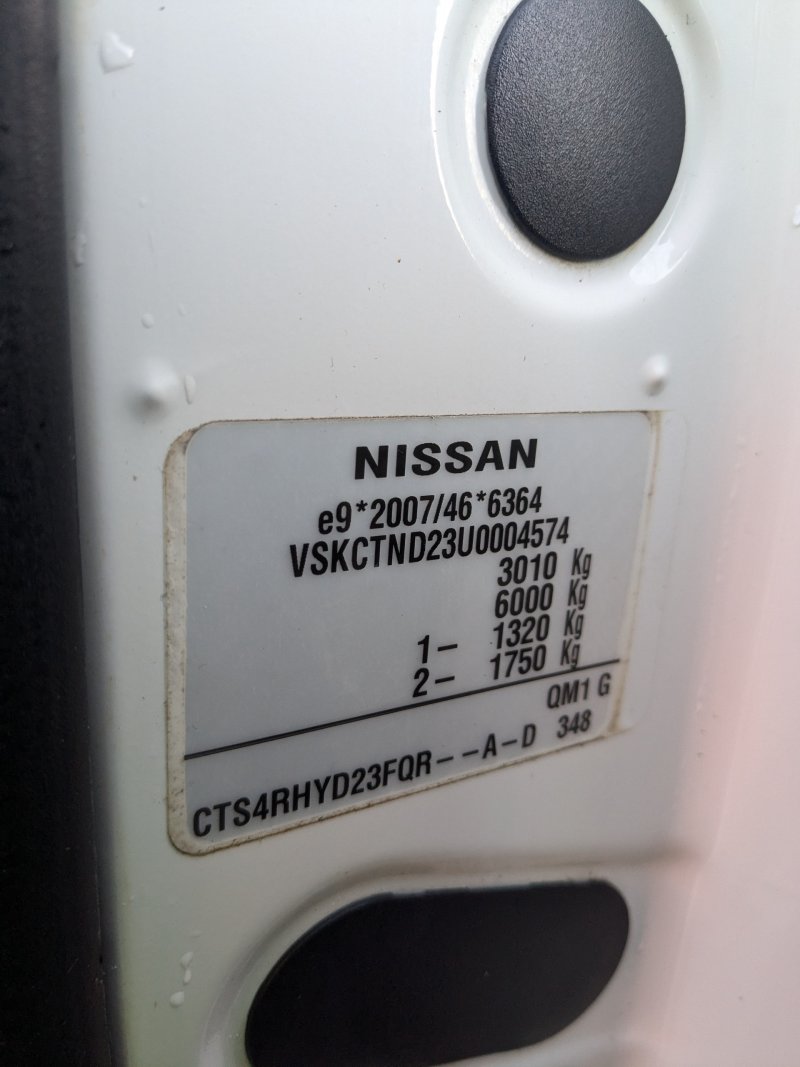 NISSAN
e9*2007/46*6364
VSKCTND23U0004574
3010 Kg
6000 Kg
1- 1320 Kg
2- 1750 Kg
QM1 G
CTS4RHYD23FQR--A-D 348